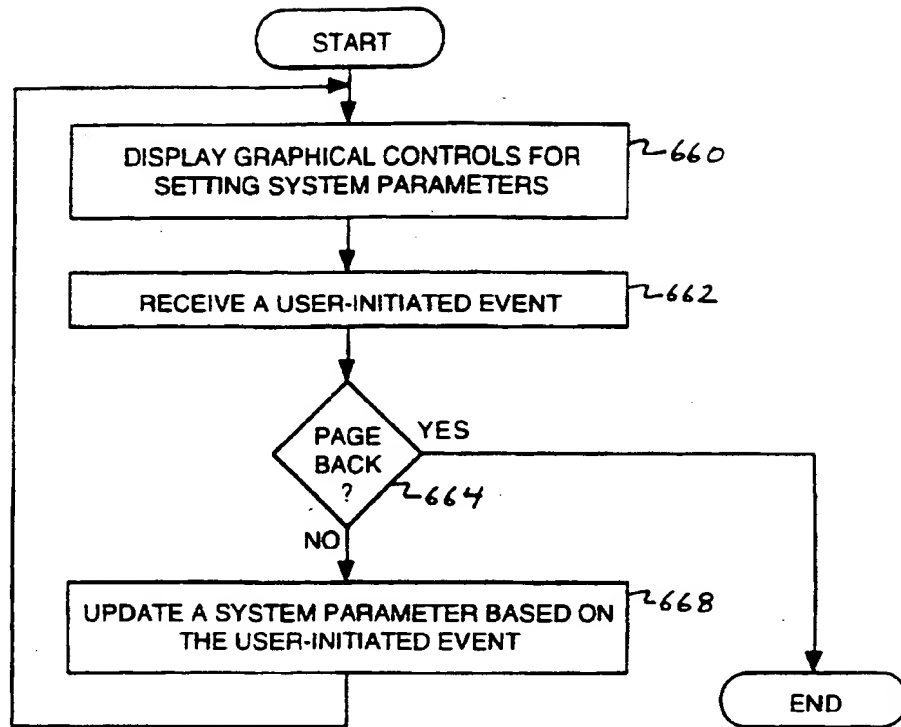 START
DISPLAY GRAPHICAL CONTROLS FOR
SETTING SYSTEM PARAMETERS
660
RECEIVE A USER-INITIATED EVENT
662
PAGE
BACK
?
YES
664
NO
UPDATE A SYSTEM PARAMETER BASED ON
THE USER-INITIATED EVENT
668
END